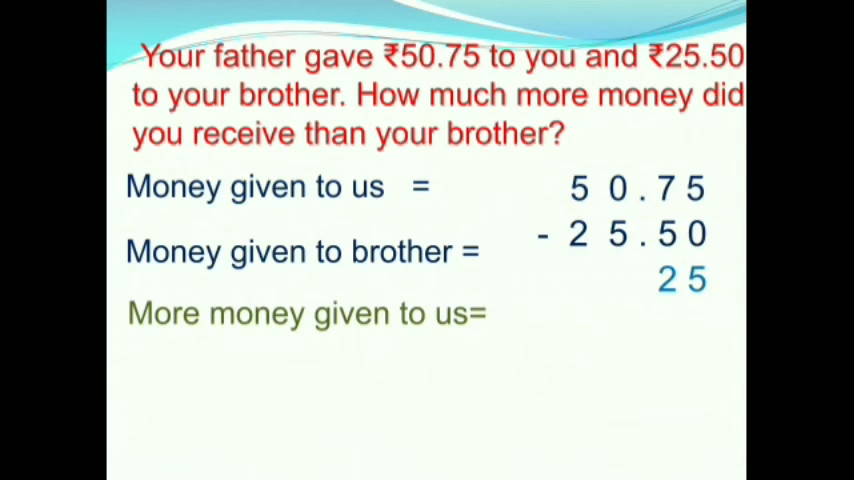 Your father gave ₹50.75 to you and ₹25.50
to your brother. How much more money did
you receive than your brother?
Money given to us = 5 0 . 7 5
Money given to brother = - 2 5 . 5 0
2 5
More money given to us=